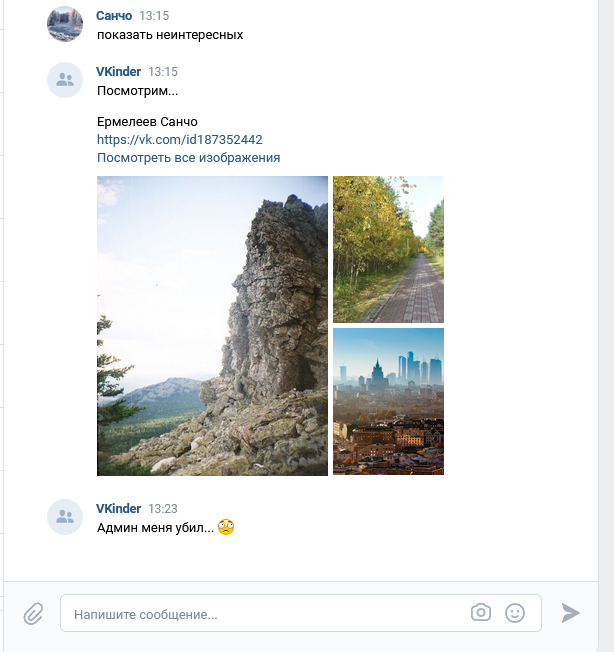 Санчо 13:15
показать неинтересных
VKinder 13:15
Посмотрим...
Ермелеев Санчо
https://vk.com/id187352442
Посмотреть все изображения
VKinder 13:23
Админ меня убил... 😟
Напишите сообщение...